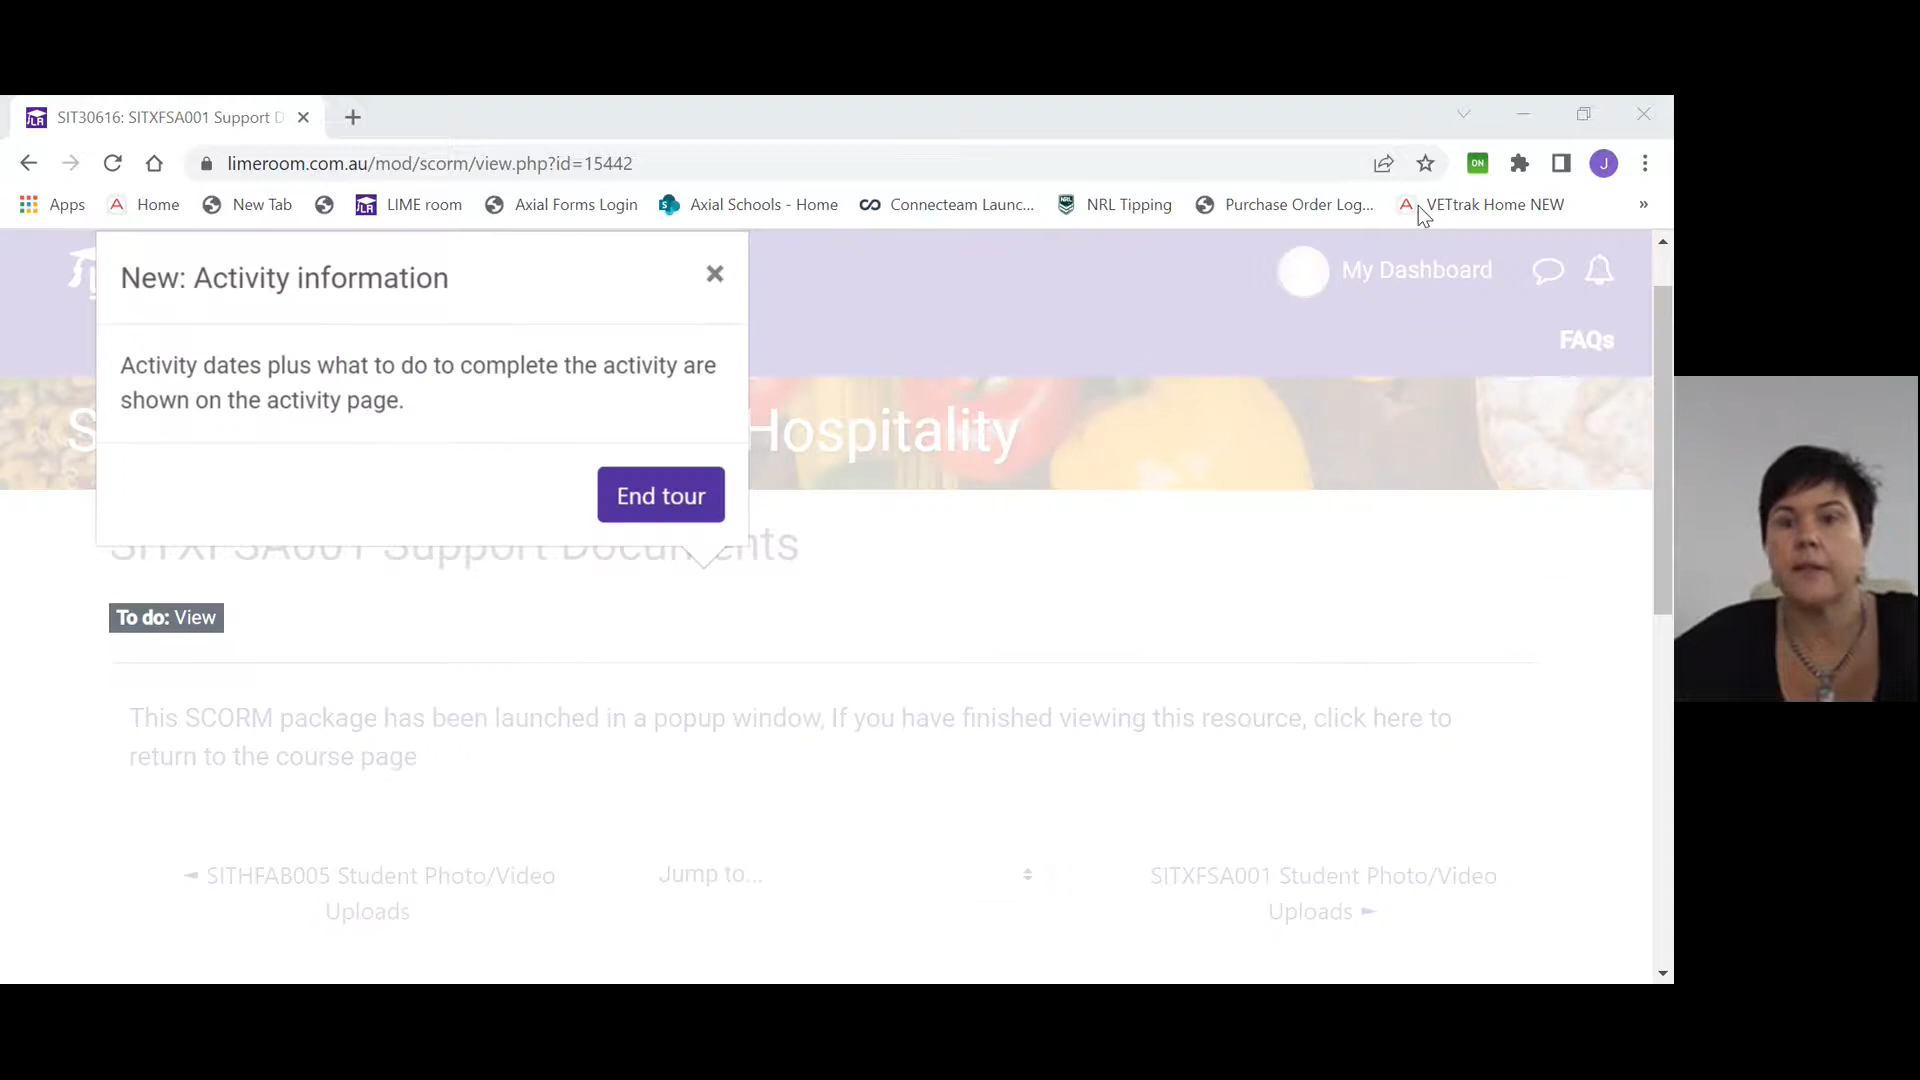 SIT30616: SITXFSA001 Support D
limeroom.com.au/mod/scorm/view.php?id=15442
DN
J
Apps
Home
New Tab
LIME room
Axial Forms Login
Axial Schools - Home
Connecteam Launc...
NRL Tipping
Purchase Order Log...
VETtrak Home NEW
»
My Dashboard
FAQs
New: Activity information
Activity dates plus what to do to complete the activity are
shown on the activity page.
S
Hospitality
End tour
SITXFSA001 Support Documents
To do: View
This SCORM package has been launched in a popup window, If you have finished viewing this resource, click here to
return to the course page
◄ SITHFAB005 Student Photo/Video
Uploads
Jump to...
SITXFSA001 Student Photo/Video
Uploads ►